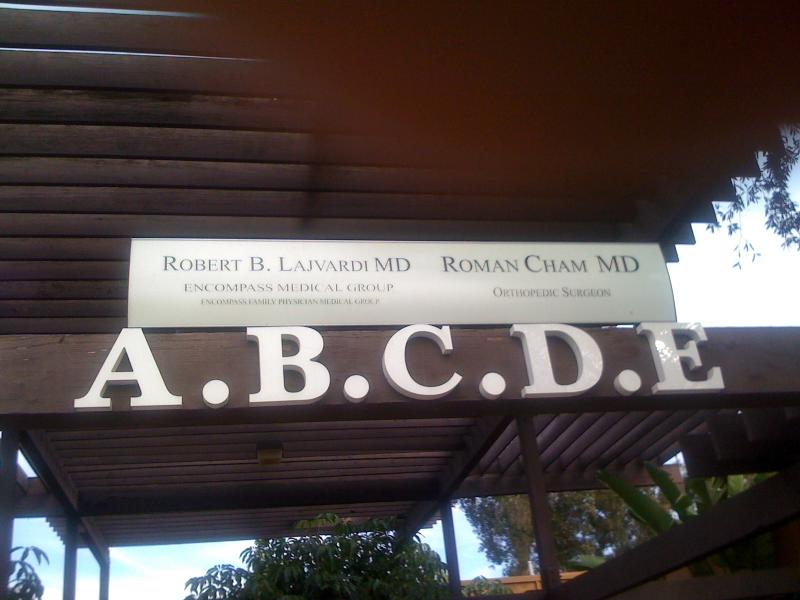 ROBERT B. LAJVARDI MD
ENCOMPASS MEDICAL GROUP
ENCOMPASS FAMILY PHYSICIAN MEDICAL GROUP
ROMAN CHAM MD
ORTHOPEDIC SURGEON
A.B.C.D.E